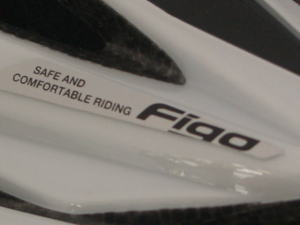 SAFE AND
COMFORTABLE RIDING
Figo